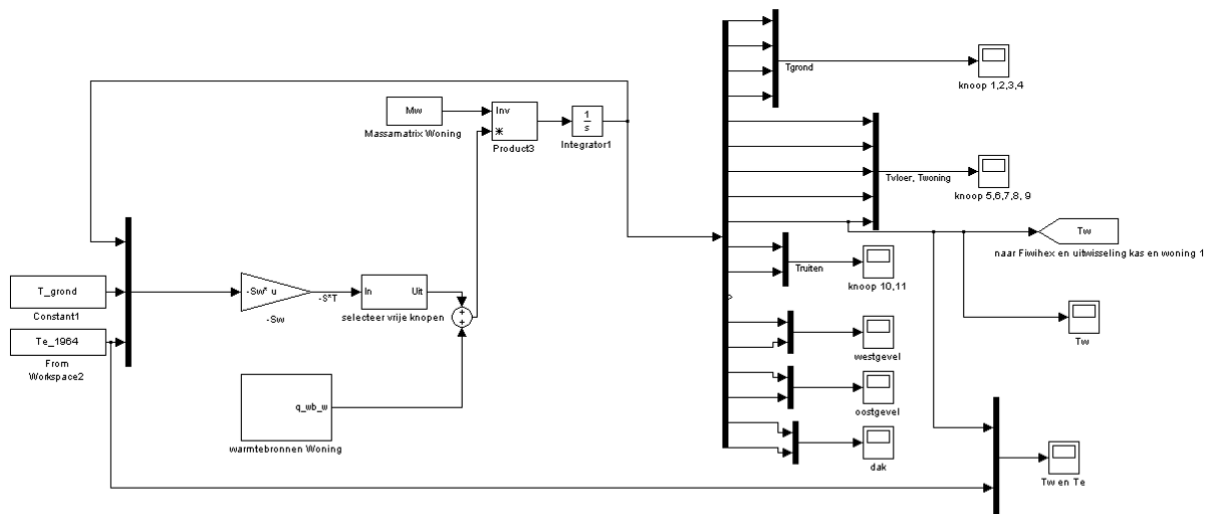 Tgrond
knoop 1,2,3,4
Mw
Massamatrix Woning
Inv
Product3
1
s
Integrator1
Tvloer, Twoning
knoop 5,6,7,8, 9
Tw
naar Fiwihex en uitwisseling kas en woning 1
Truiten
knoop 10,11
T_grond
Constant1
-Sw* u
-Sw
-S*T
In
Uit
selecteer vrije knopen
+
+
Te_1964
From
Workspace2
Tw
westgevel
q_wb_w
warmtebronnen Woning
oostgevel
dak
Tw en Te